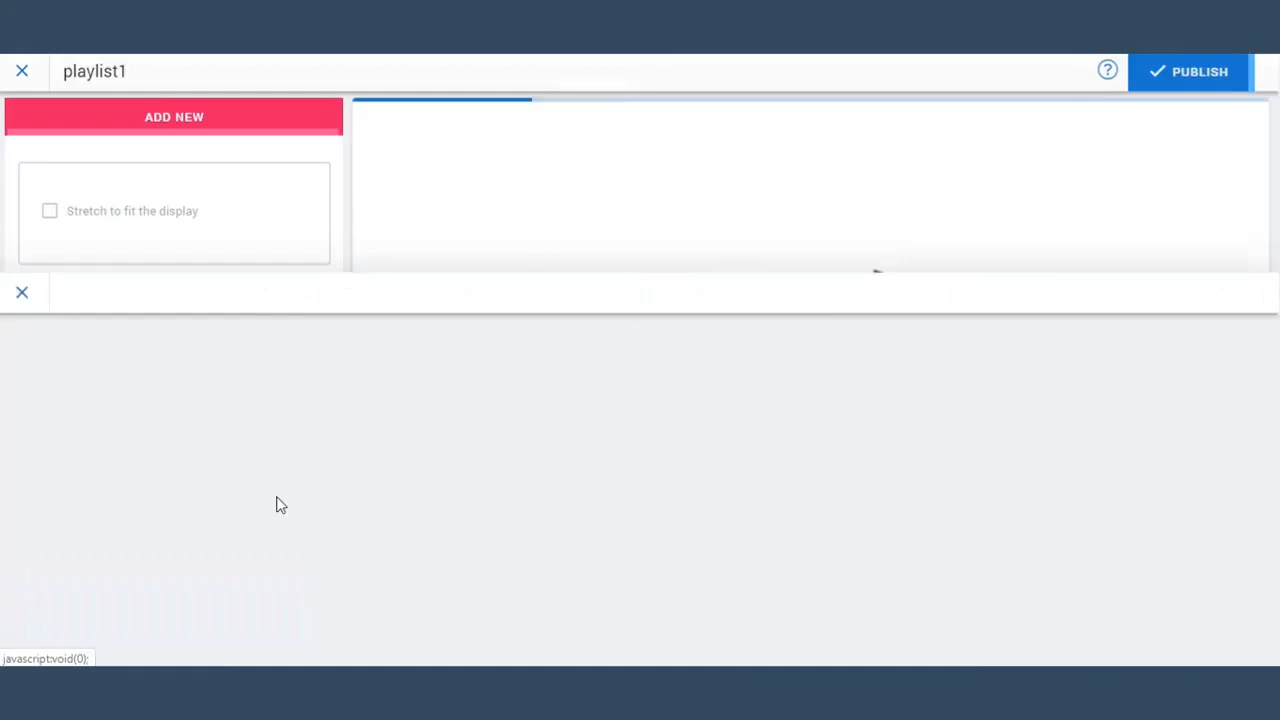 playlist1
PUBLISH
ADD NEW
Stretch to fit the display
javascript:void(0);